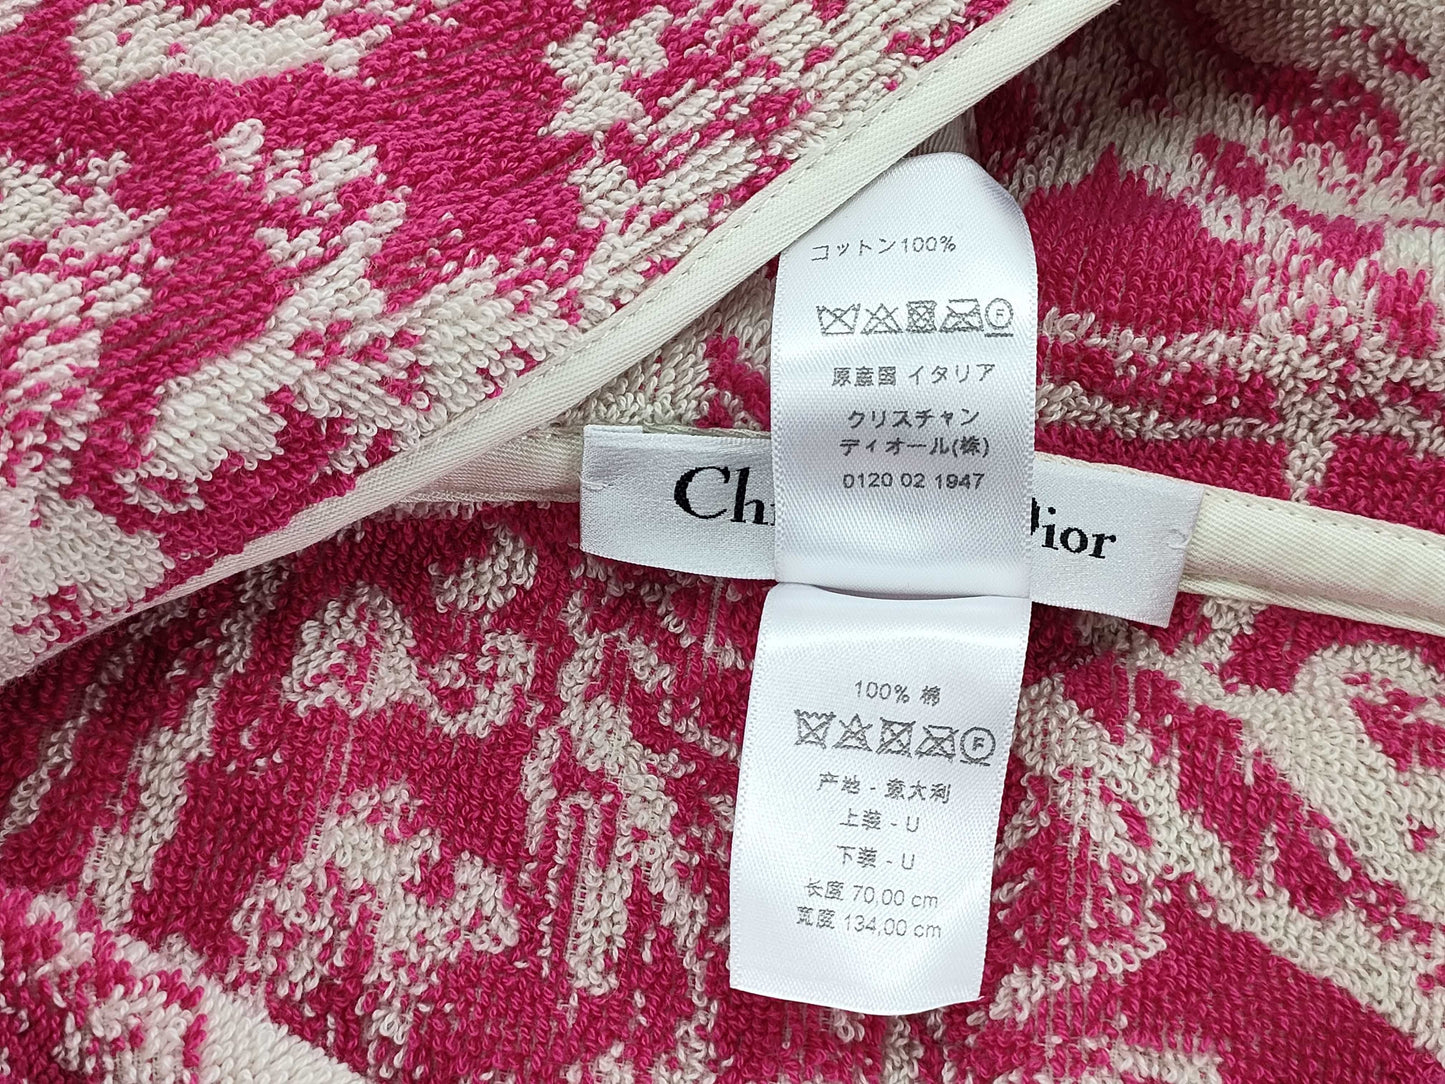 コットン100%
F
原産国 イタリア
クリスチャン
ディオール(株)
0120 02 1947
Ch
Dior
100% 棉
F
产地 - 意大利
上装 - U
下装 - U
长度 70,00 cm
宽度 134,00 cm